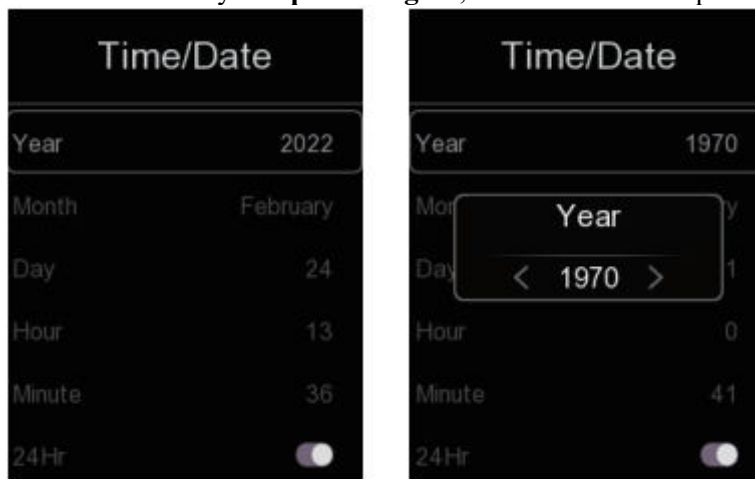 Time/Date
Year 2022
Month February
Day 24
Hour 13
Minute 36
24Hr
Time/Date
Year 1970
Year
< 1970 >
Day 1
Hour 0
Minute 41
24Hr